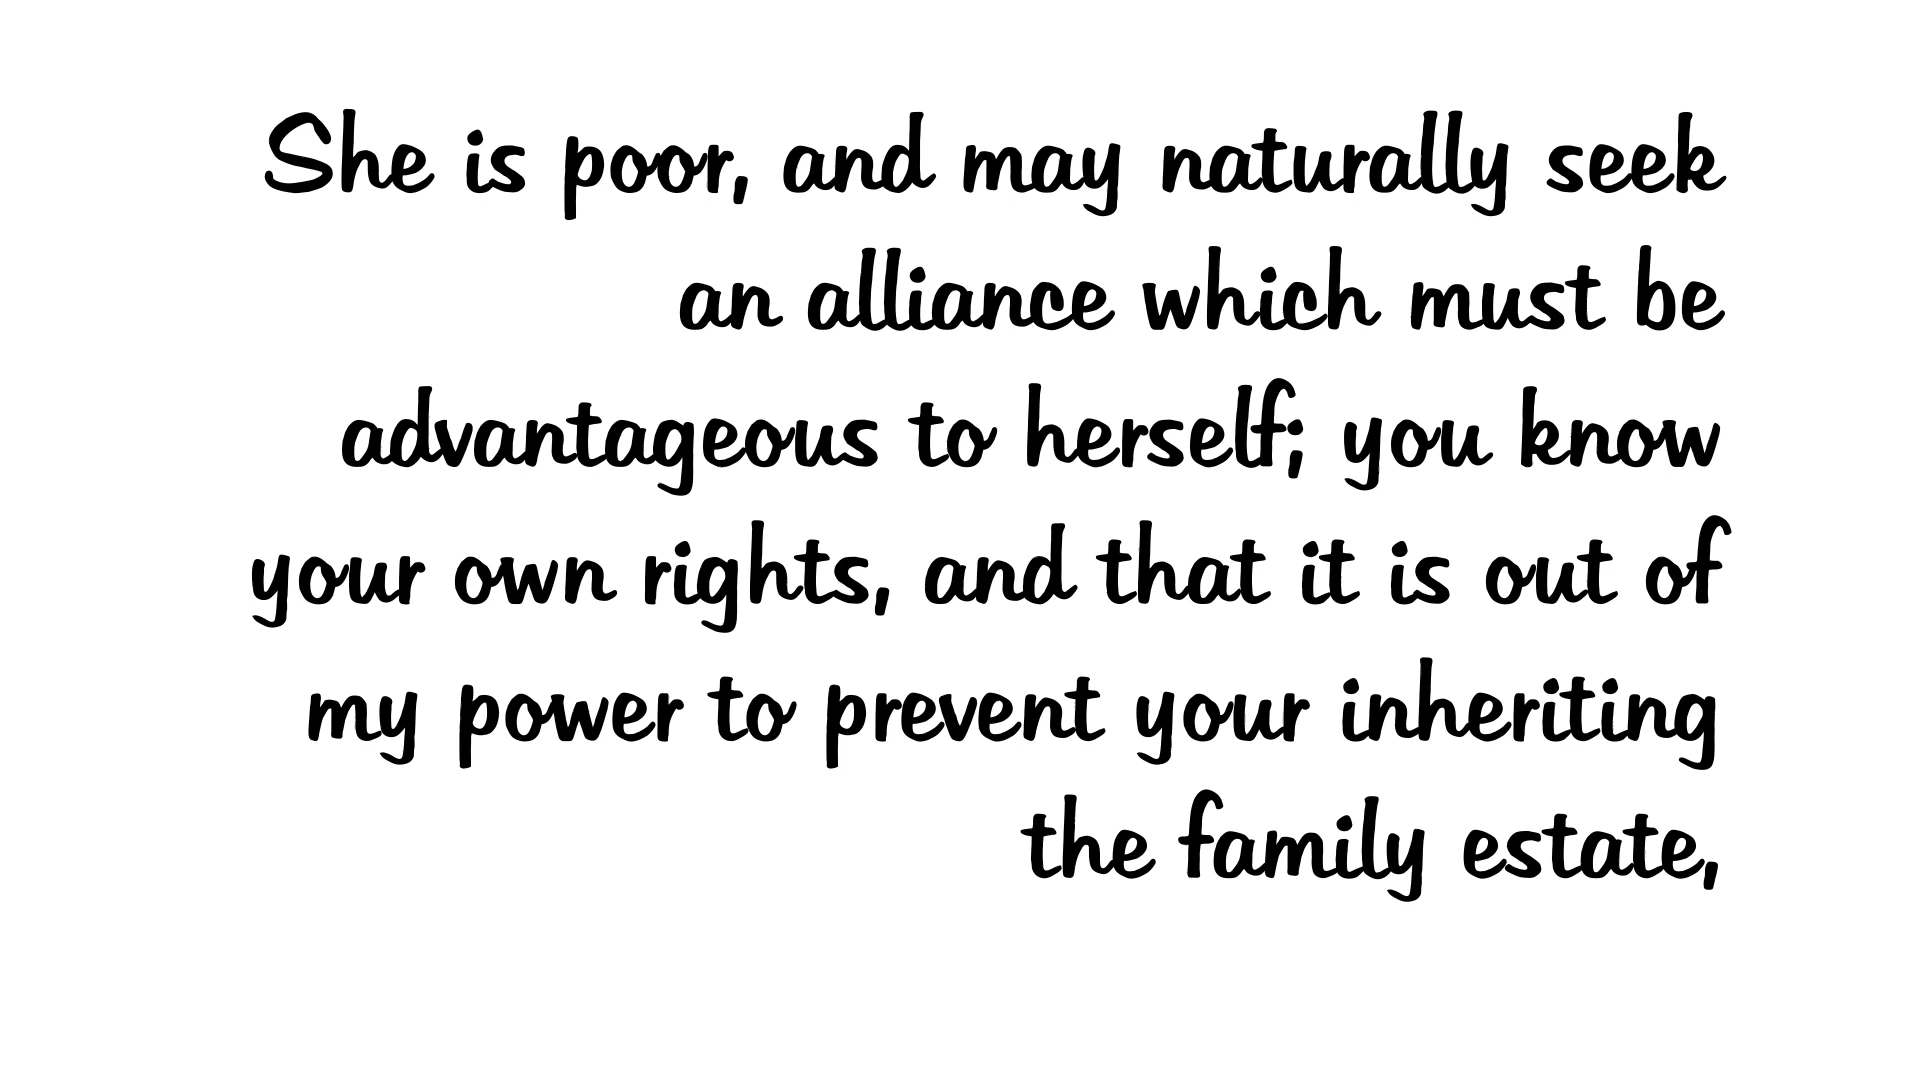 She is poor, and may naturally seek
an alliance which must be
advantageous to herself; you know
your own rights, and that it is out of
my power to prevent your inheriting
the family estate,